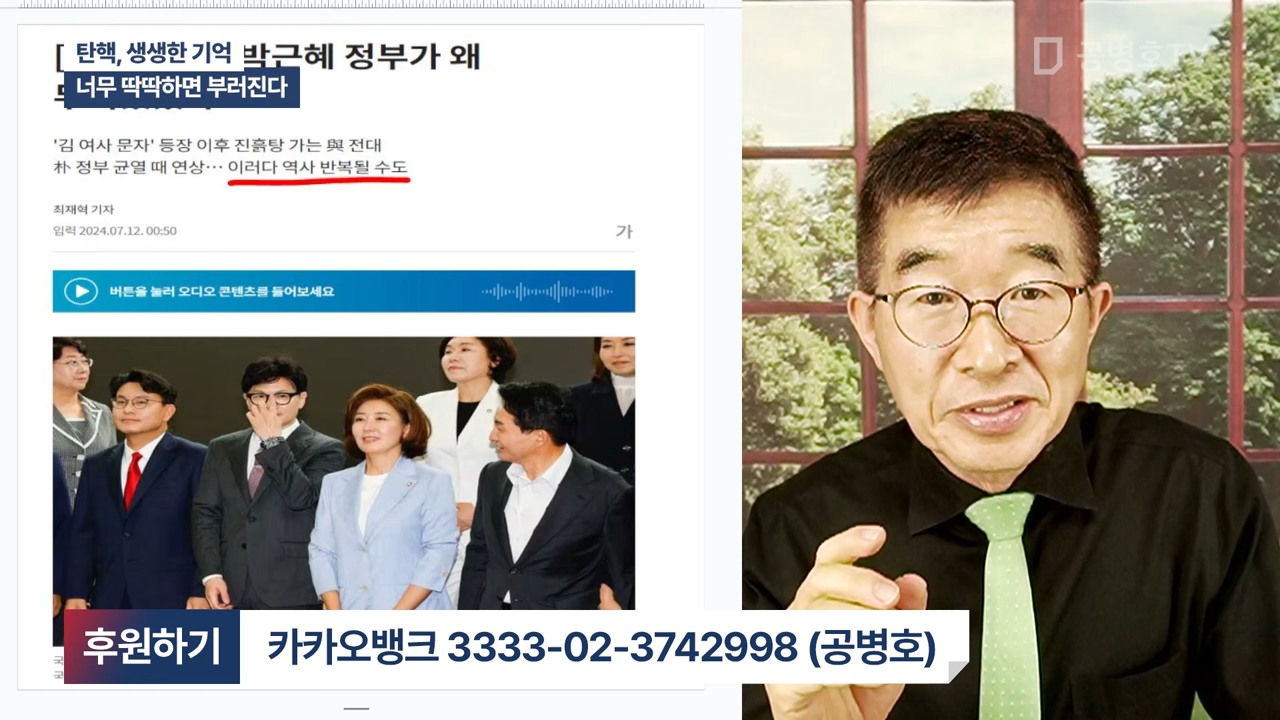 탄핵, 생생한 기억
너무 딱딱하면 부러진다
[ 박근혜 정부가 왜
'김 여사 문자' 등장 이후 진흙탕 가는 與 전대
朴 정부 균열 때 연상… 이러다 역사 반복될 수도
최재혁 기자
입력 2024.07.12. 00:50
가
버튼을 눌러 오디오 콘텐츠를 들어보세요
공병호TV
후원하기
카카오뱅크 3333-02-3742998 (공병호)